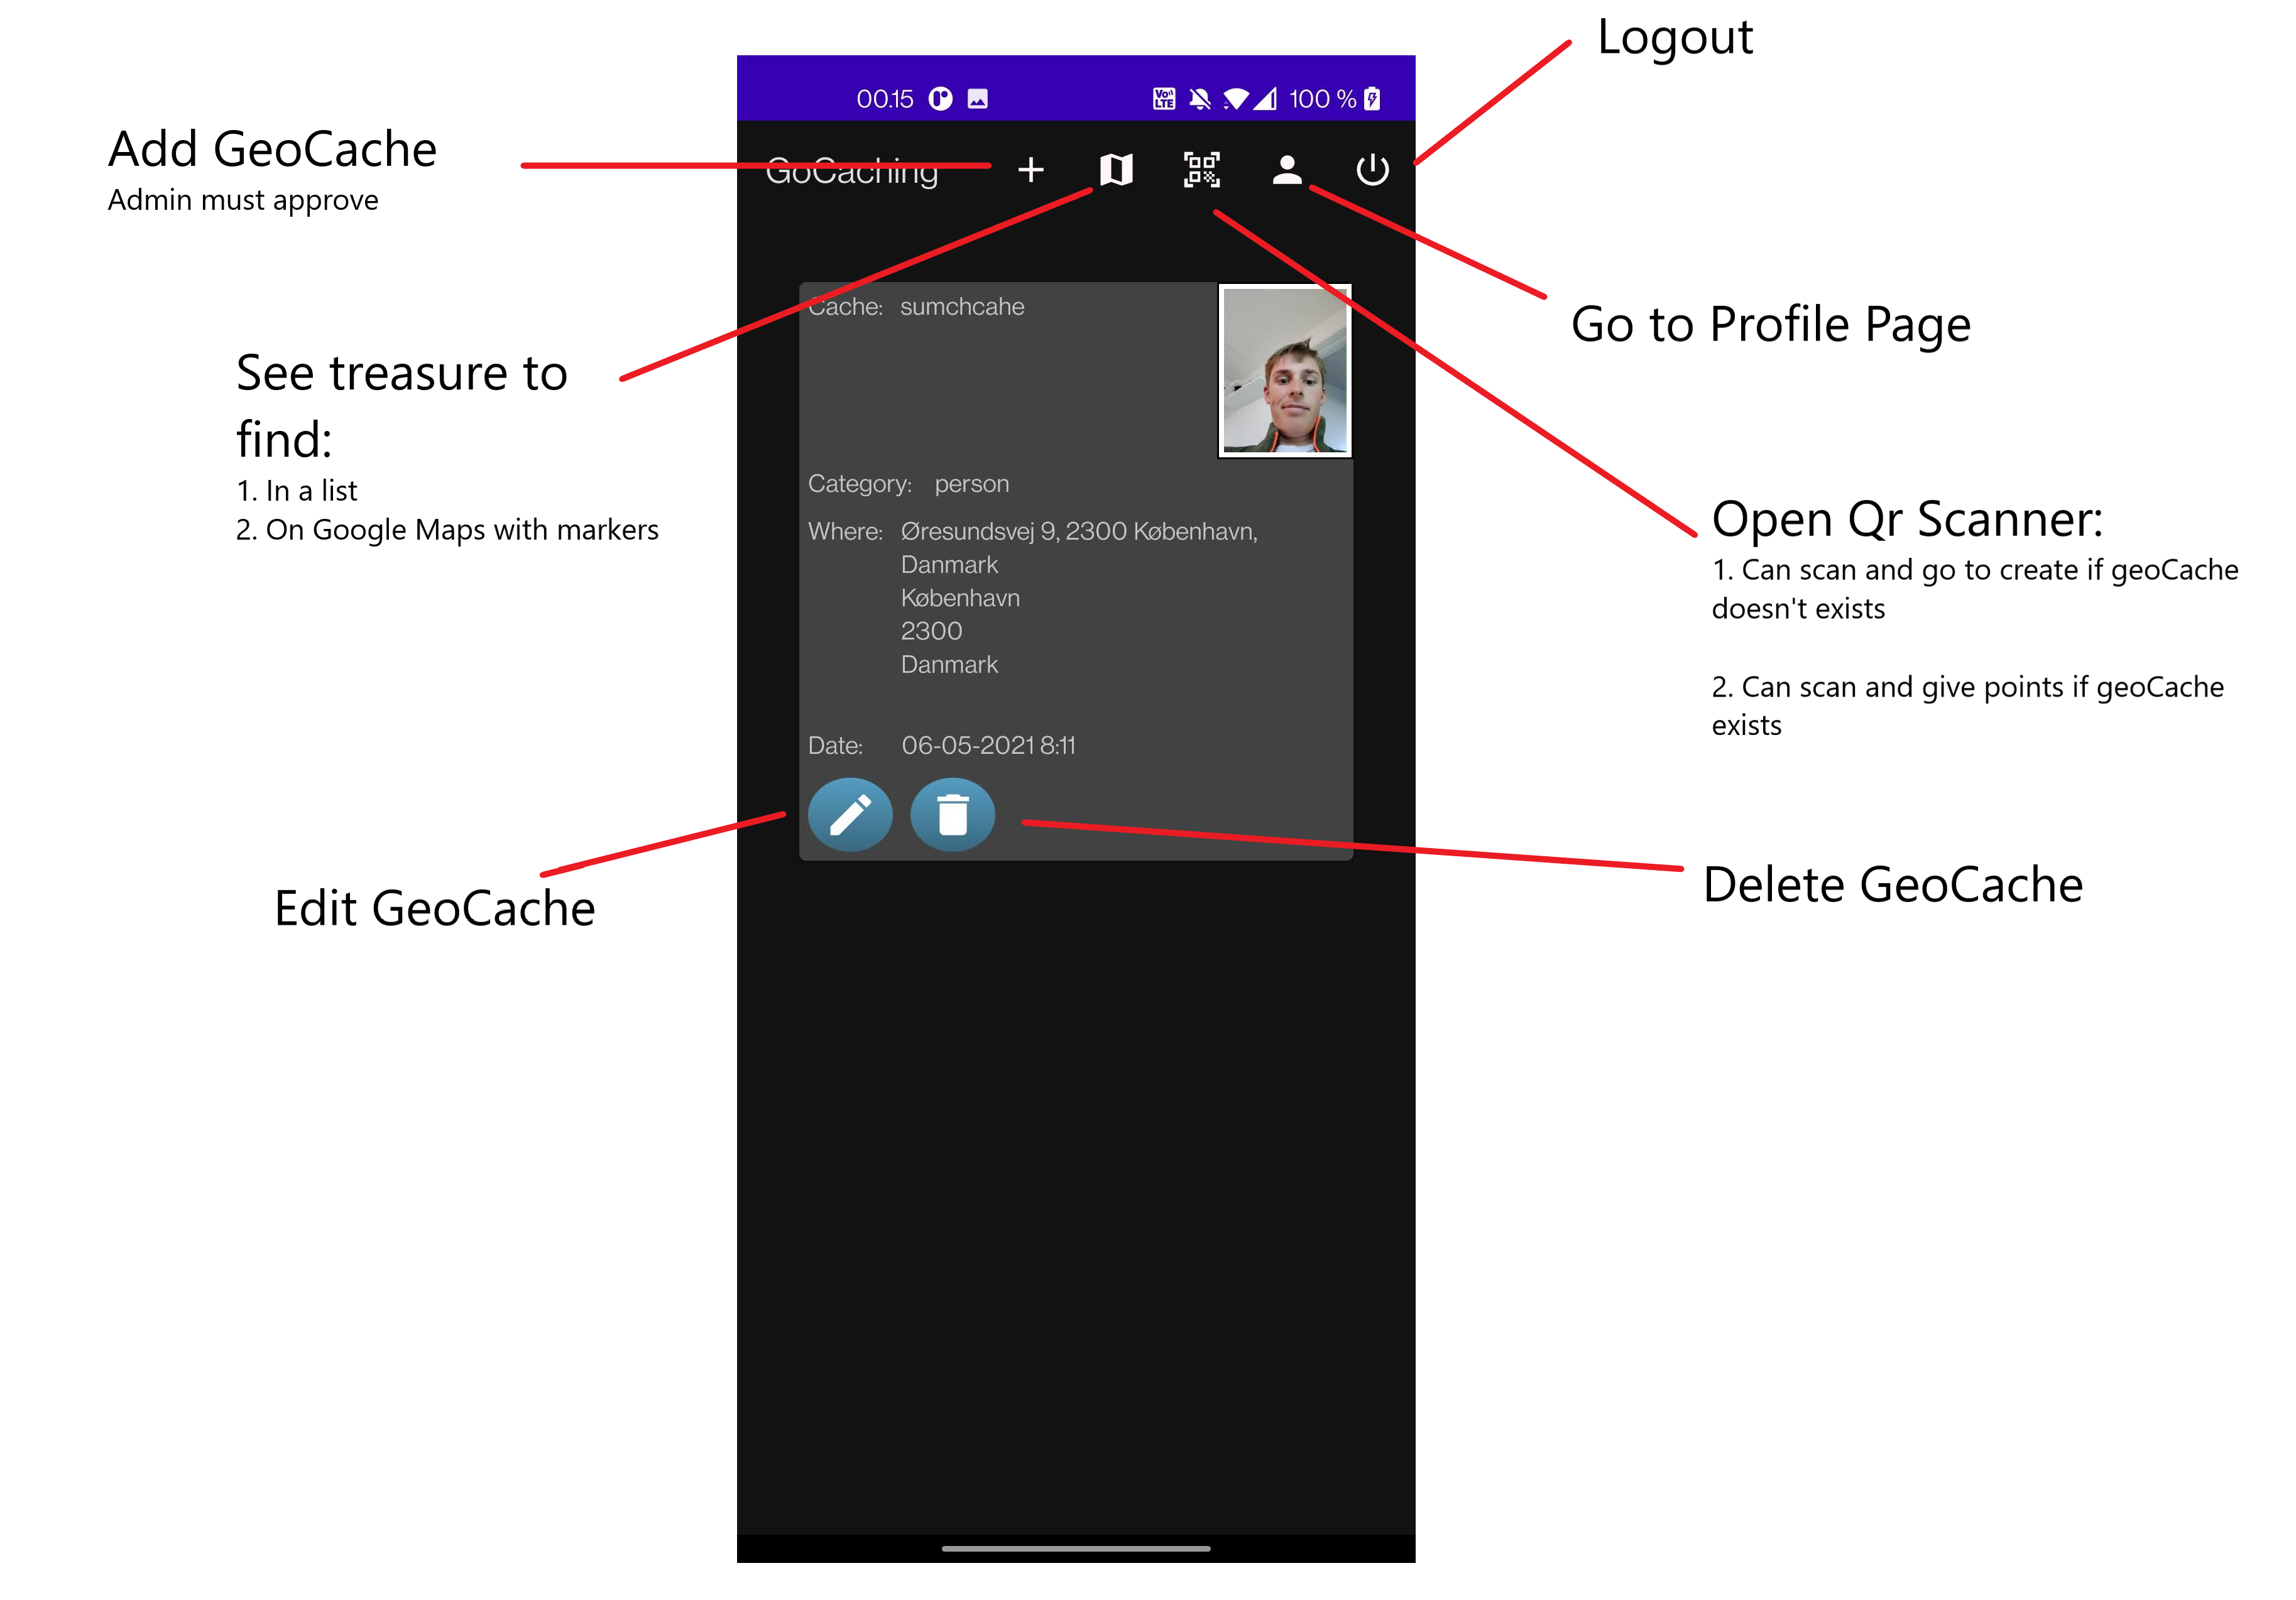 Logout
00.15
Vo)) LTE
100 %
Add GeoCache
Admin must approve
GoCaching
See treasure to
find:
1. In a list
2. On Google Maps with markers
Cache: sumchcahe
Category: person
Where: Øresundsvej 9, 2300 København,
Danmark
København
2300
Danmark
Date: 06-05-2021 8:11
Go to Profile Page
Open Qr Scanner:
1. Can scan and go to create if geoCache
doesn't exists
2. Can scan and give points if geoCache
exists
Edit GeoCache
Delete GeoCache